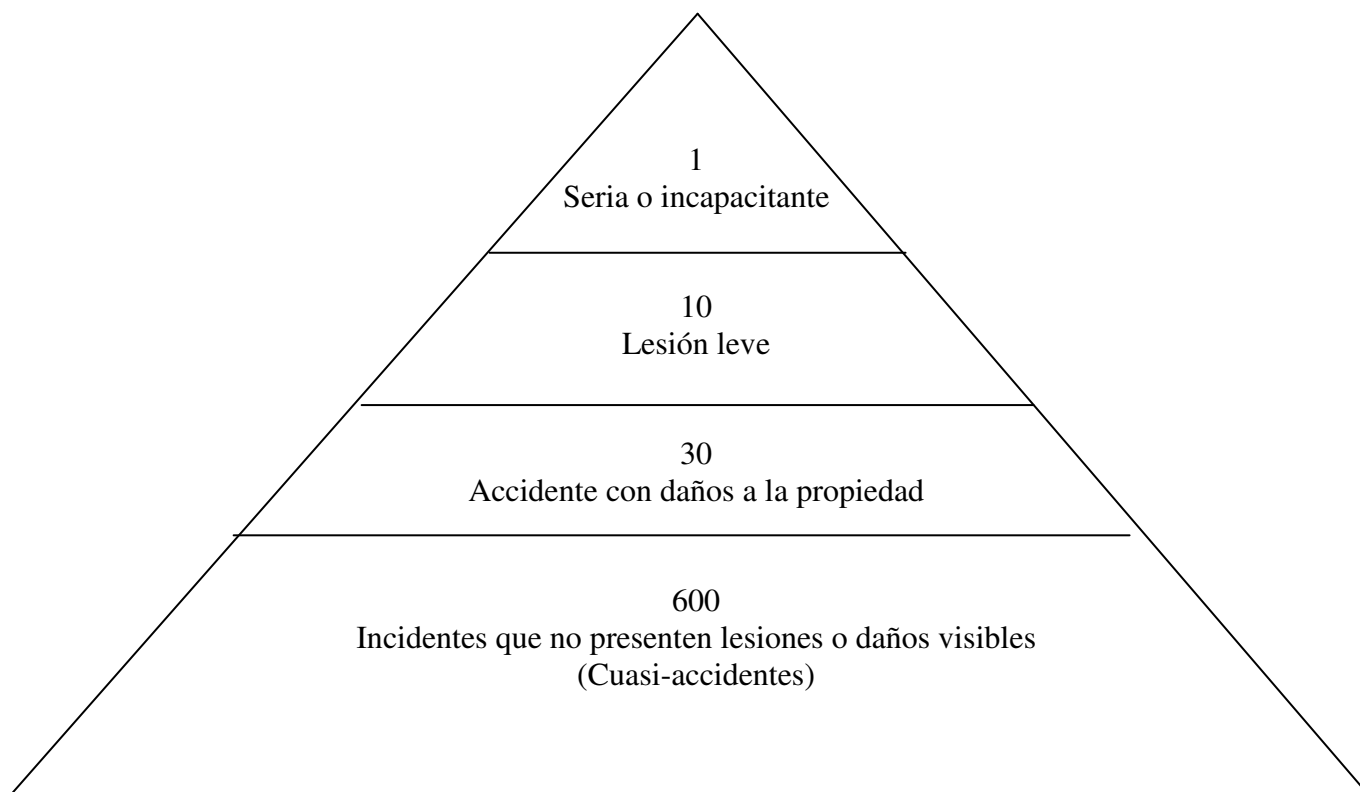 1
Seria o incapacitante
10
Lesión leve
30
Accidente con daños a la propiedad
600
Incidentes que no presenten lesiones o daños visibles
(Cuasi-accidentes)